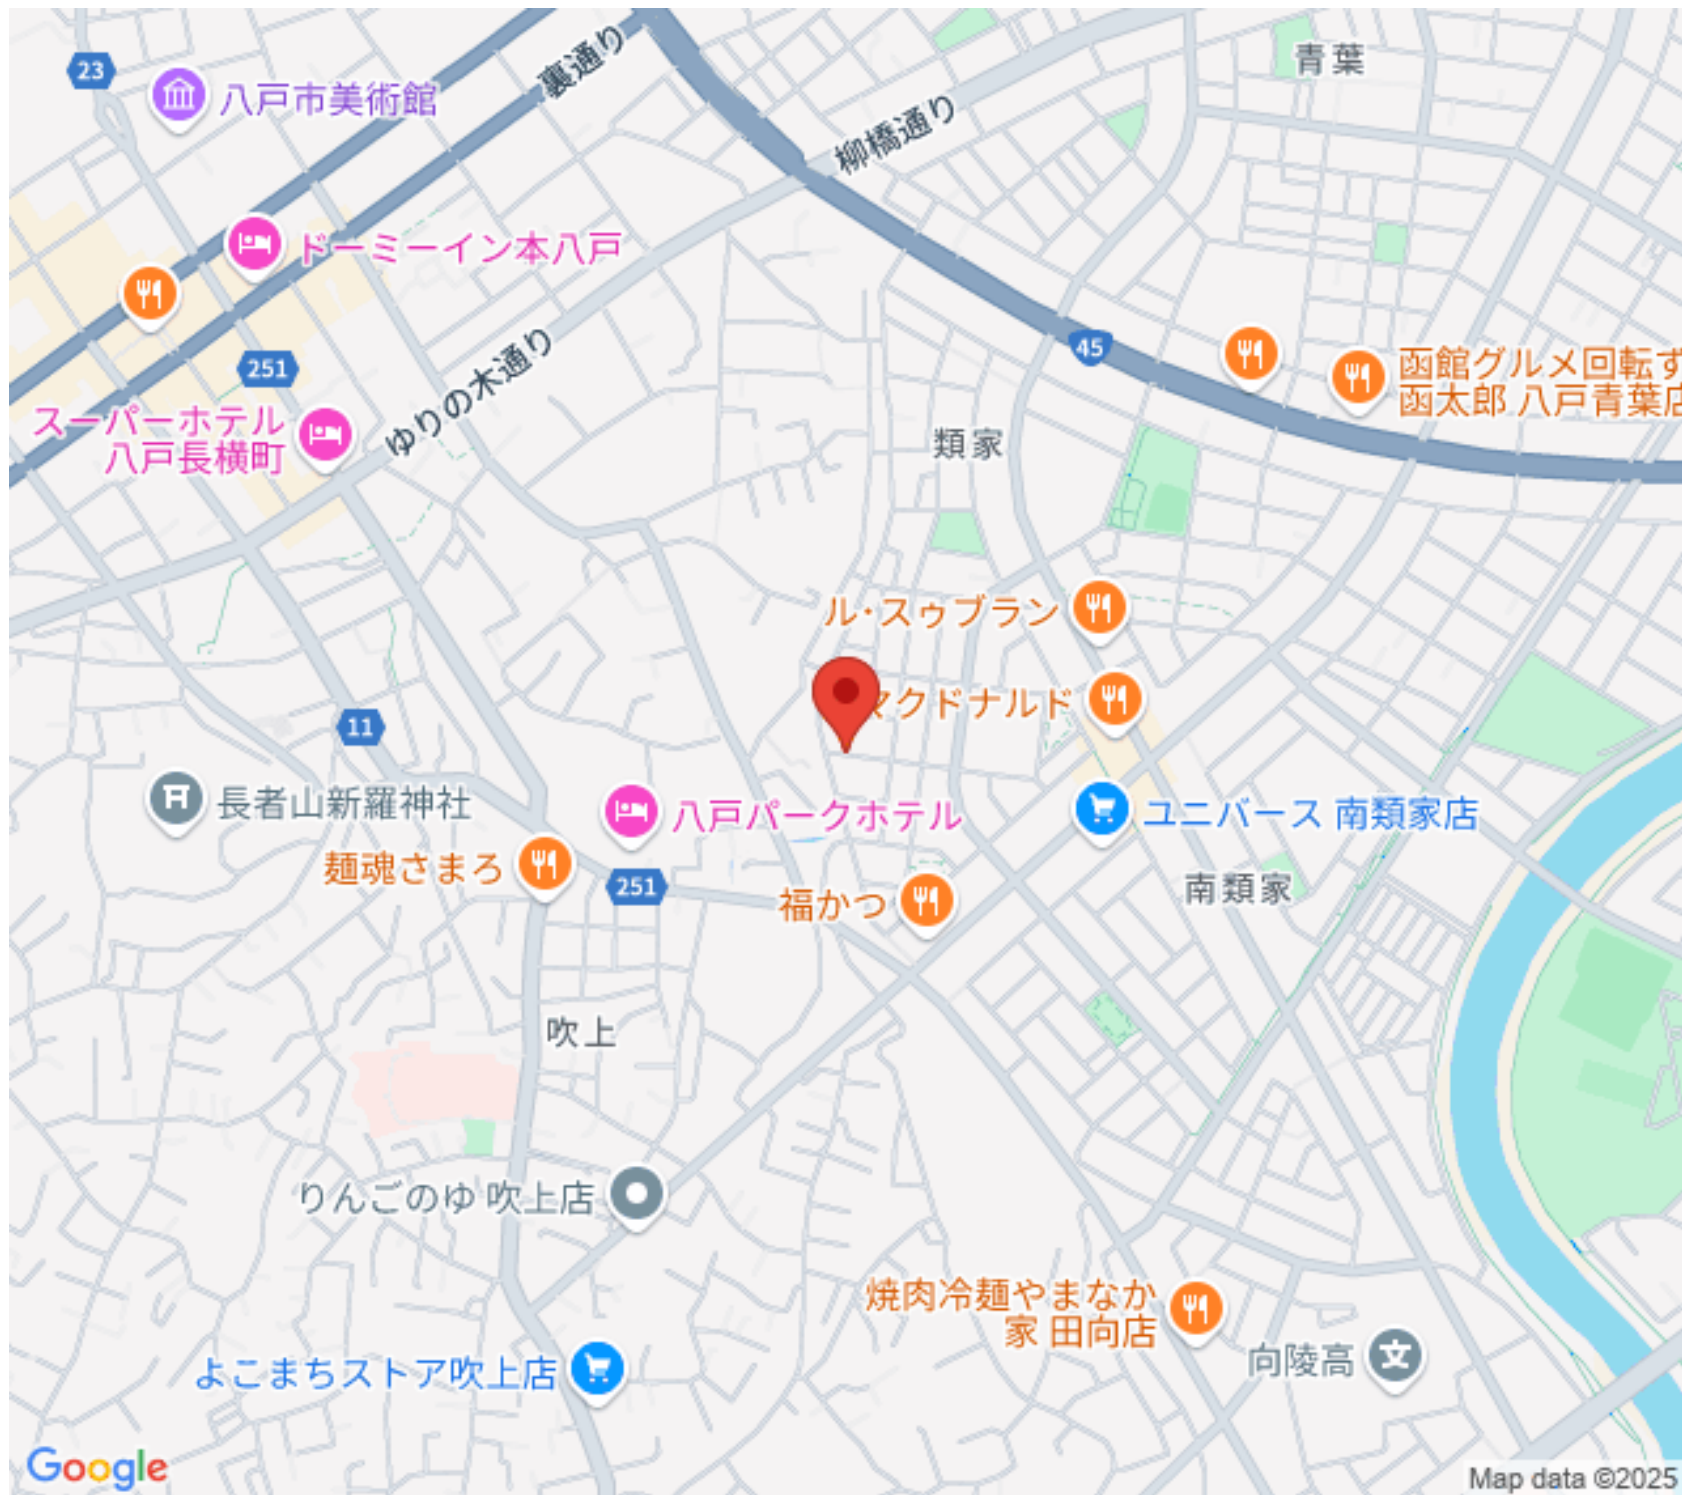 23
八戸市美術館
裏通り
柳橋通り
青葉
ドーミーイン本八戸
251
45
函館グルメ回転す
函太郎 八戸青葉店
スーパーホテル
八戸長横町
ゆりの木通り
類家
ル・スゥブラン
マクドナルド
11
長者山新羅神社
八戸パークホテル
ユニバース 南類家店
麺魂さまろ
251
福かつ
南類家
吹上
りんごのゆ 吹上店
焼肉冷麺やまなか
家 田向店
向陵高
よこまちストア吹上店
Google
Map data ©2025